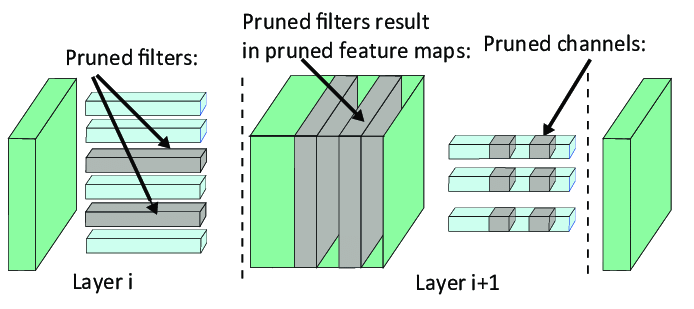 Pruned filters:
Pruned filters result
in pruned feature maps:
Pruned channels:
Layer i
Layer i+1